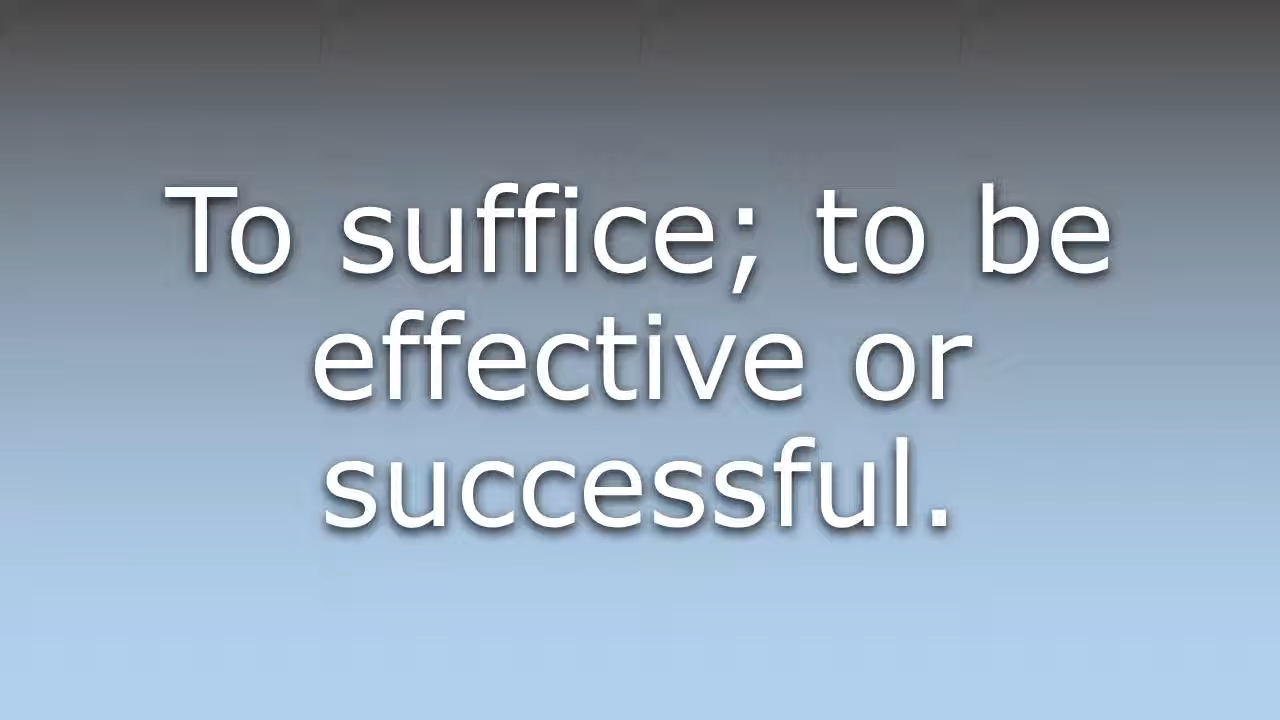 To suffice; to be
effective or
successful.